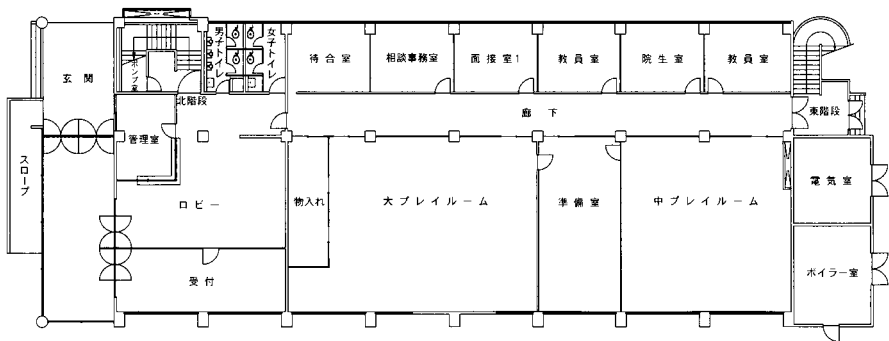 男子トイレ
女子トイレ
待合室
相談事務室
面接室1
教員室
院生室
教員室
玄関
ポンプ室
北階段
廊下
東階段
管理室
スロープ
ロビー
物入れ
大プレイルーム
準備室
中プレイルーム
電気室
受付
ボイラー室